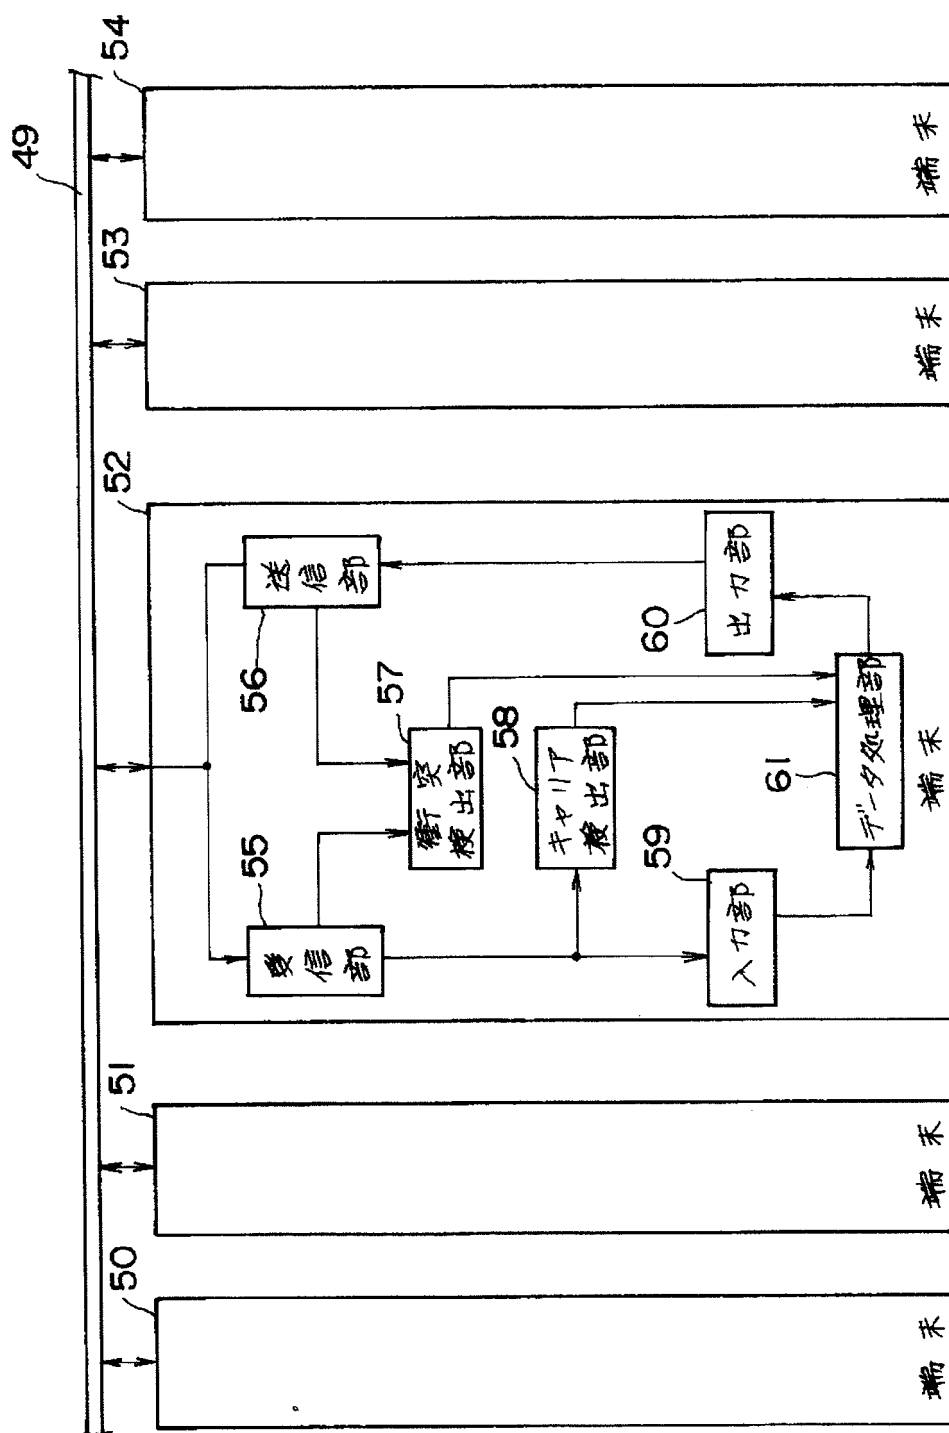 49
50
51
52
53
54
端末
端末
55
受信部
56
送信部
57
衝突
検出部
58
キャリア
検出部
59
入力部
60
出力部
61
データ処理部
端末
端末
端末